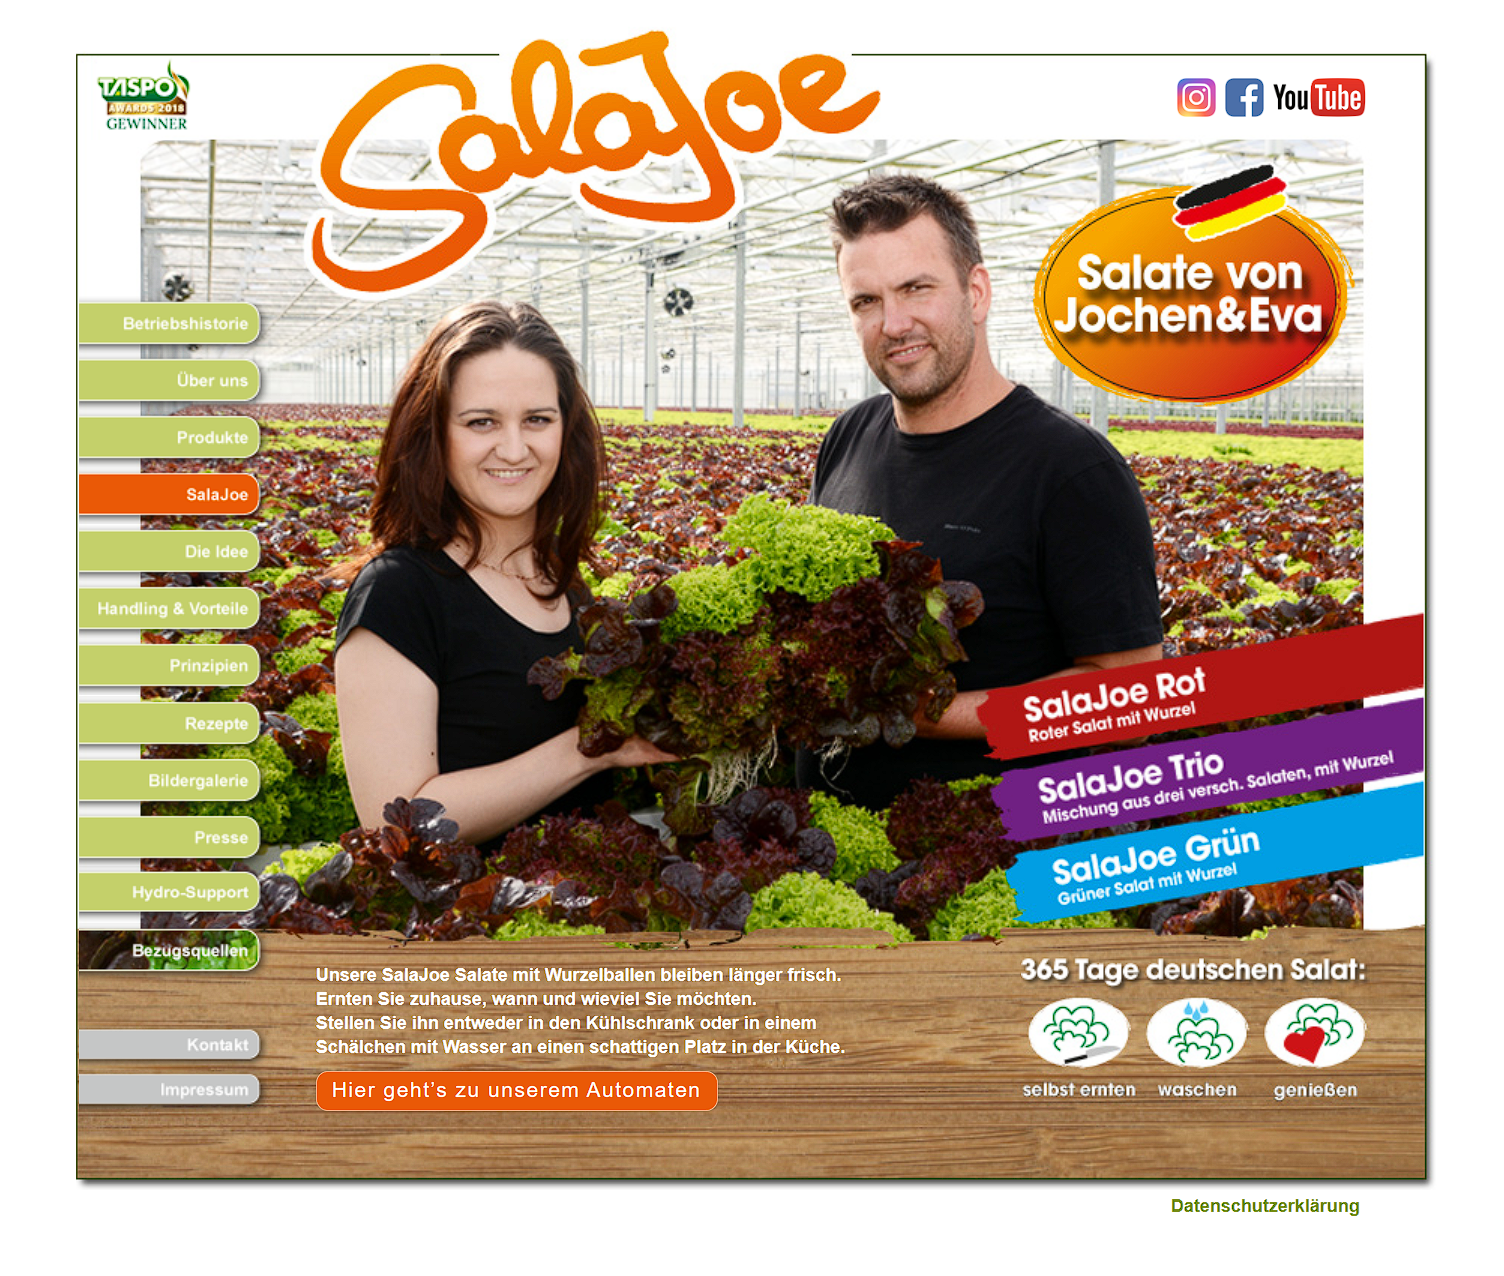 SalaJoe
TASPO
AWARDS 2018
GEWINNER
You Tube
Salate von
Jochen&Eva
Betriebshistorie
Über uns
Produkte
SalaJoe
Die Idee
Handling & Vorteile
Prinzipien
Rezepte
Bildergalerie
Presse
Hydro-Support
Bezugsquellen
Kontakt
Impressum
SalaJoe Rot
Roter Salat mit Wurzel
SalaJoe Trio
Mischung aus drei versch. Salaten, mit Wurzel
SalaJoe Grün
Grüner Salat mit Wurzel
Unsere SalaJoe Salate mit Wurzelballen bleiben länger frisch.
Ernten Sie zuhause, wann und wieviel Sie möchten.
Stellen Sie ihn entweder in den Kühlschrank oder in einem
Schälchen mit Wasser an einen schattigen Platz in der Küche.
Hier geht's zu unserem Automaten
365 Tage deutschen Salat:
selbst ernten waschen genießen
Datenschutzerklärung